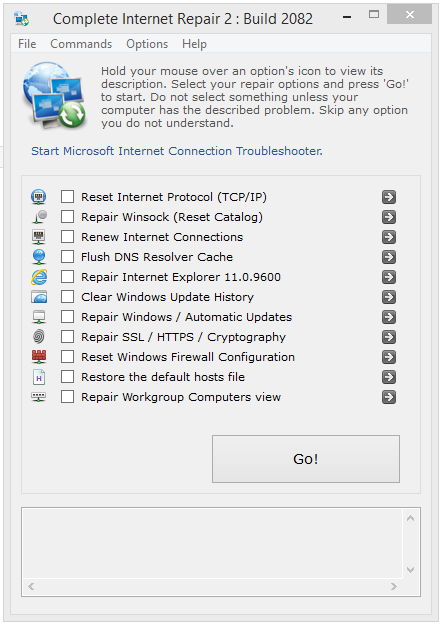 Complete Internet Repair 2 : Build 2082
File Commands Options Help
Hold your mouse over an option's icon to view its
description. Select your repair options and press 'Go!'
to start. Do not select something unless your
computer has the described problem. Skip any option
you do not understand.
Start Microsoft Internet Connection Troubleshooter.
Reset Internet Protocol (TCP/IP)
Repair Winsock (Reset Catalog)
Renew Internet Connections
Flush DNS Resolver Cache
Repair Internet Explorer 11.0.9600
Clear Windows Update History
Repair Windows / Automatic Updates
Repair SSL / HTTPS / Cryptography
Reset Windows Firewall Configuration
Restore the default hosts file
Repair Workgroup Computers view
Go!